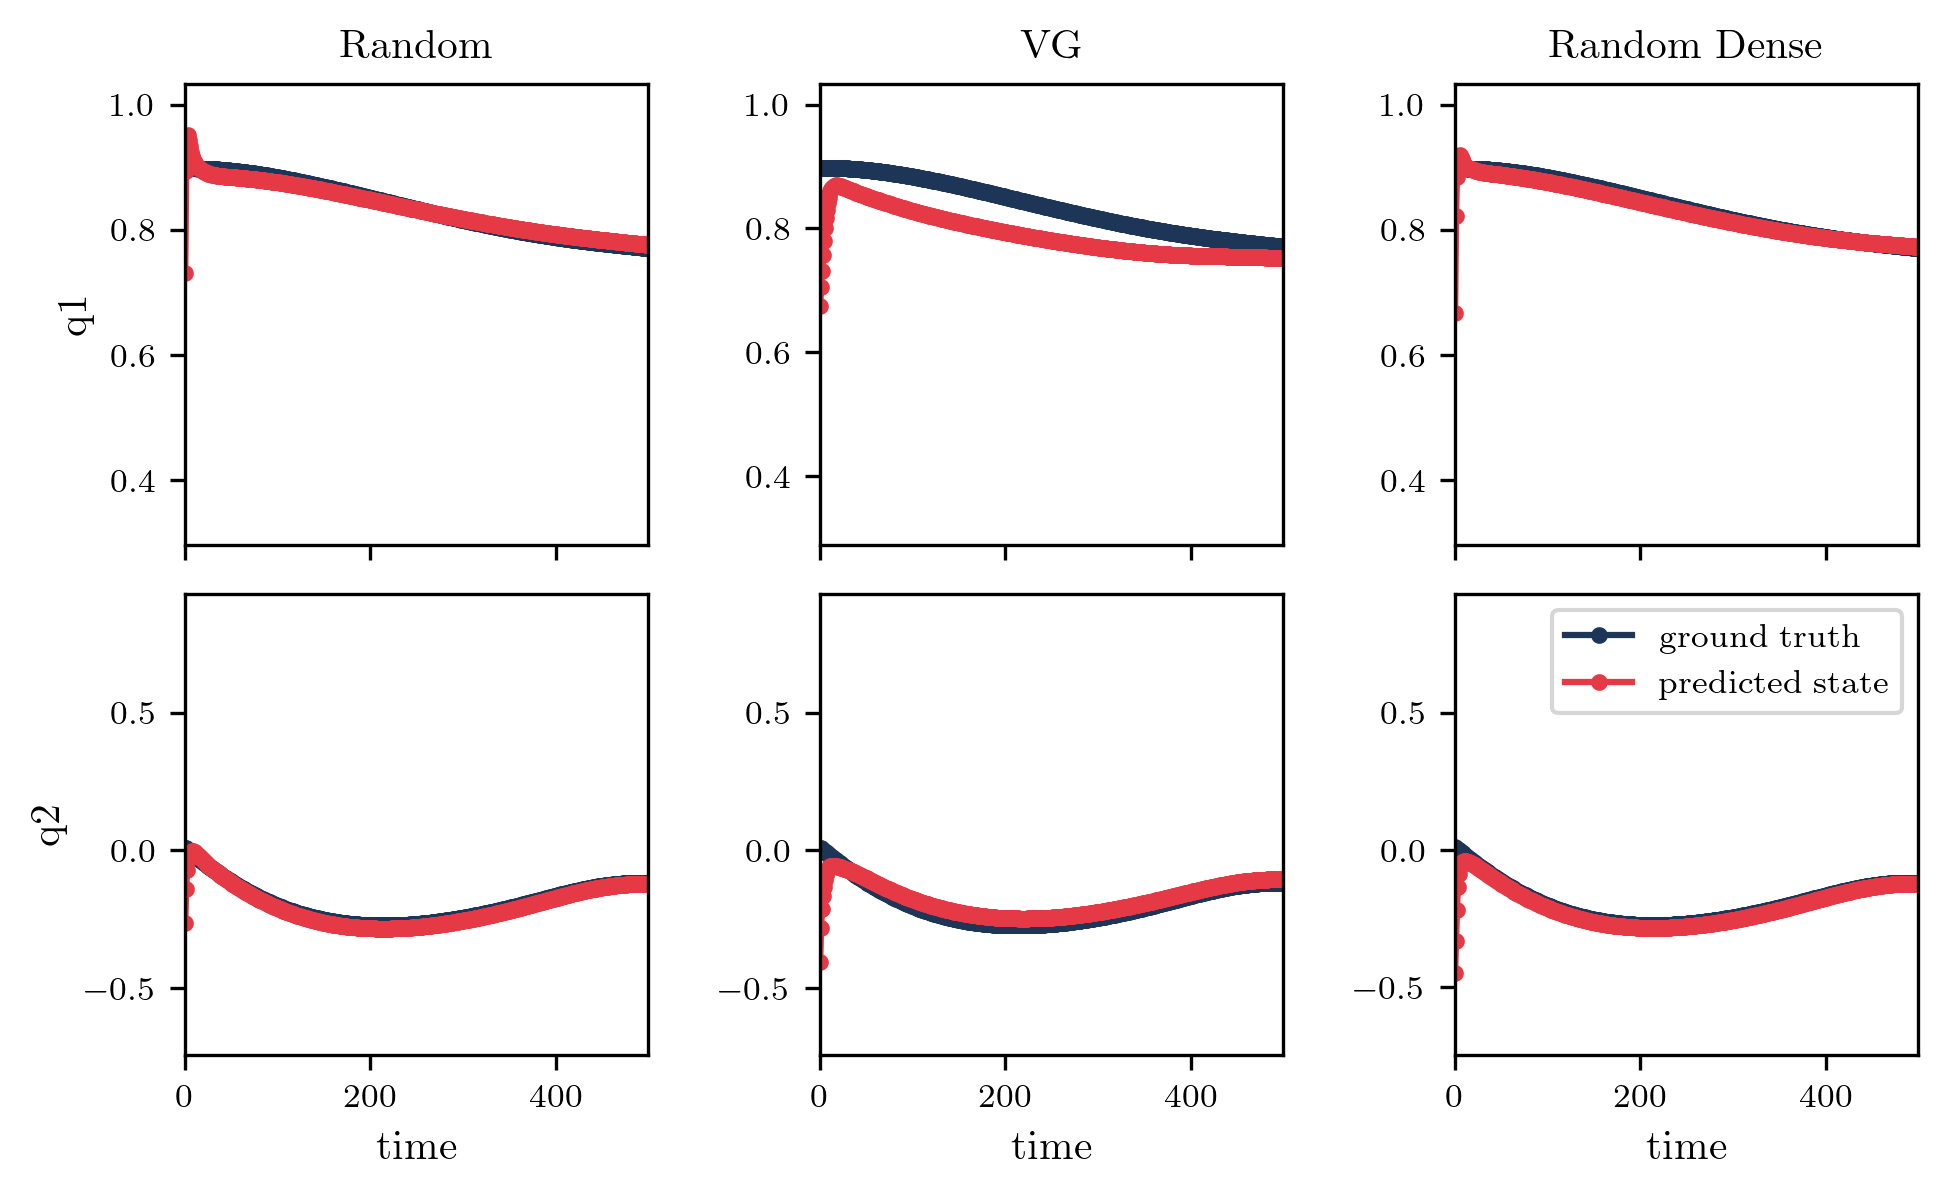 Random VG Random Dense
1.0 1.0 1.0
0.8 0.8 0.8
q1
0.6 0.6 0.6
0.4 0.4 0.4
ground truth
predicted state
0.5 0.5 0.5
q2
0.0 0.0 0.0
−0.5 −0.5 −0.5
0 200 400 0 200 400 0 200 400
time time time